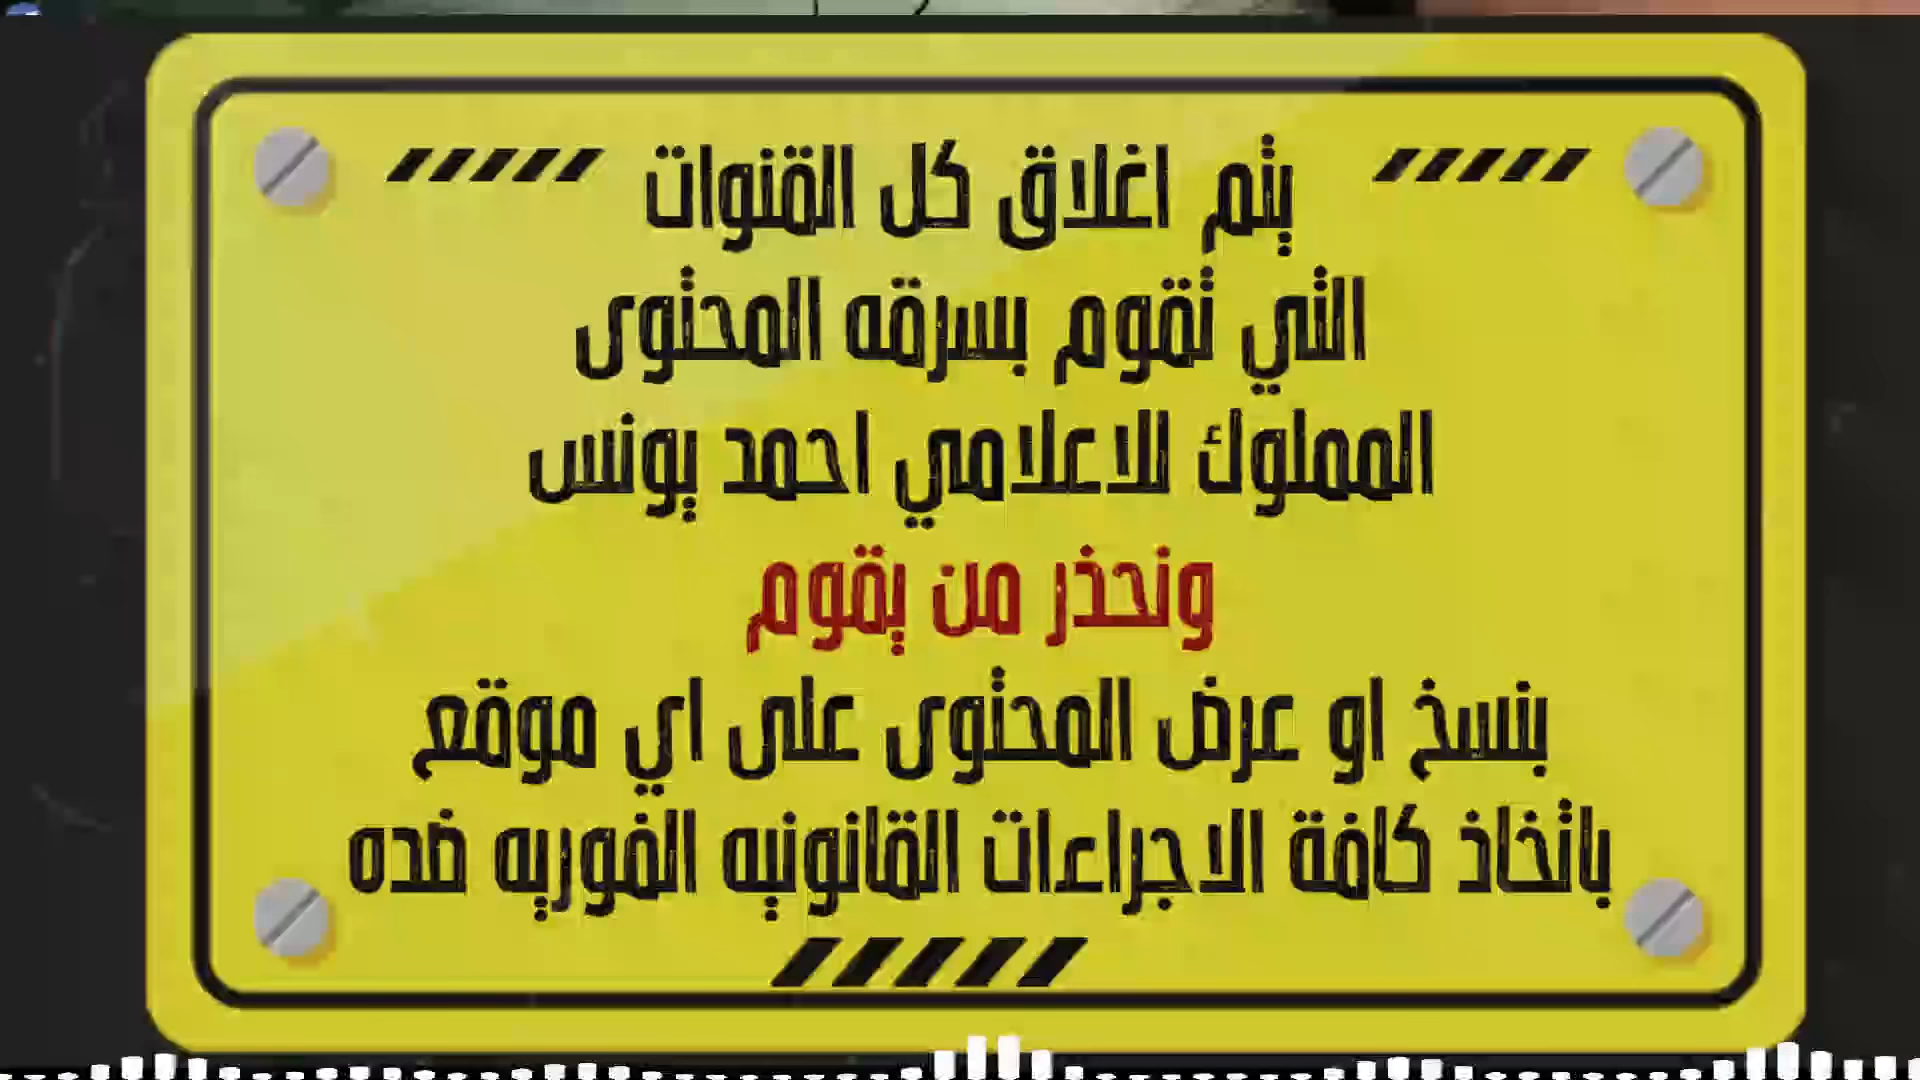 يتم اغلاق كل القنوات
التي تقوم بسرقه المحتوى
المملوك للاعلامي احمد يونس
ونحذر من يقوم
بنسخ او عرض المحتوى على اي موقع
باتخاذ كافة الاجراءات القانونيه الفوريه ضده